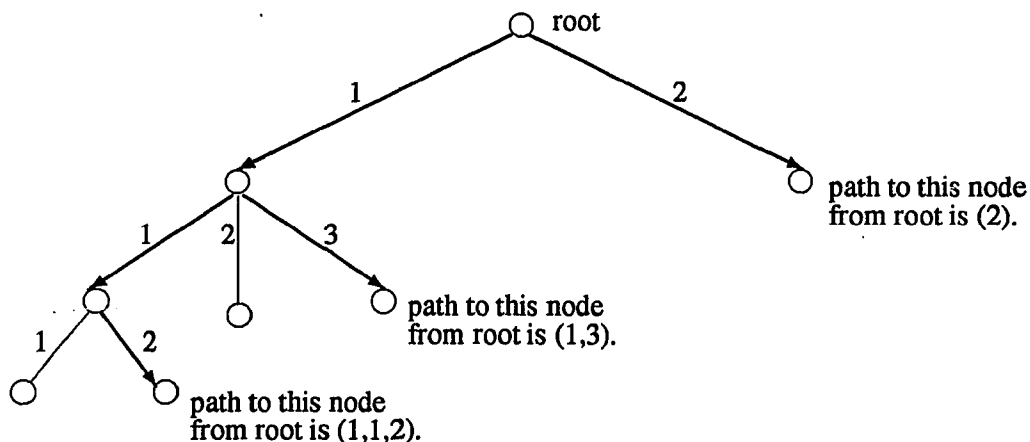 root
1
2
path to this node
from root is (2).
1
2
3
path to this node
from root is (1,3).
1
2
path to this node
from root is (1,1,2).